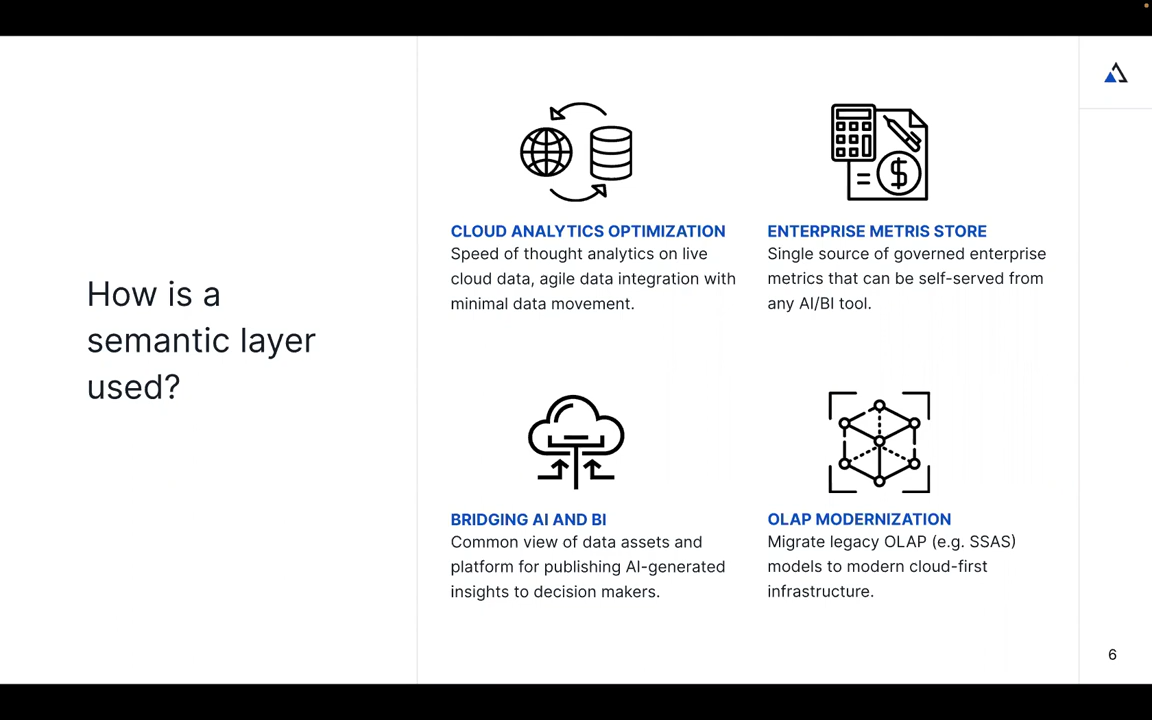 How is a
semantic layer
used?
CLOUD ANALYTICS OPTIMIZATION
Speed of thought analytics on live
cloud data, agile data integration with
minimal data movement.
ENTERPRISE METRIS STORE
Single source of governed enterprise
metrics that can be self-served from
any AI/BI tool.
BRIDGING AI AND BI
Common view of data assets and
platform for publishing AI-generated
insights to decision makers.
OLAP MODERNIZATION
Migrate legacy OLAP (e.g. SSAS)
models to modern cloud-first
infrastructure.
6